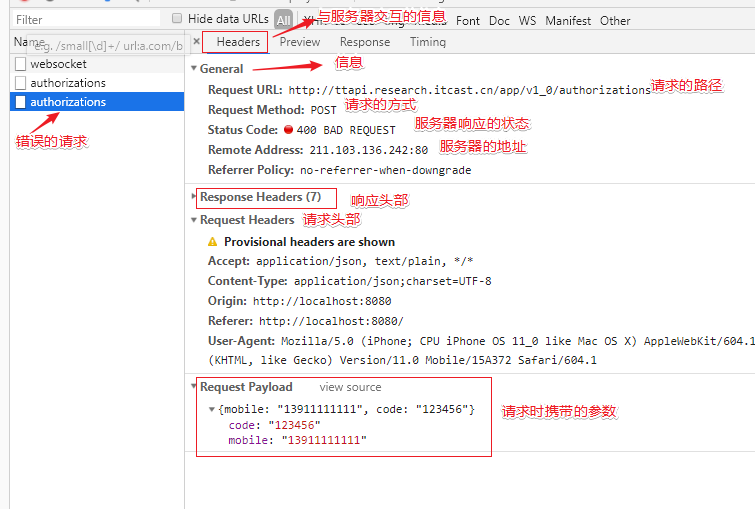 Filter
Hide data URLs
All
与服务器交互的信息
Font Doc WS Manifest Other
Name
e.g. /small[\d]+/ url:a.com/b
× Headers Preview Response Timing
websocket
authorizations
authorizations
错误的请求
General
信息
Request URL: http://ttapi.research.itcast.cn/app/v1_0/authorizations
请求的路径
Request Method: POST
请求的方式
Status Code: 400 BAD REQUEST
服务器响应的状态
Remote Address: 211.103.136.242:80
服务器的地址
Referrer Policy: no-referrer-when-downgrade
Response Headers (7)
响应头部
Request Headers
请求头部
Provisional headers are shown
Accept: application/json, text/plain, */*
Content-Type: application/json;charset=UTF-8
Origin: http://localhost:8080
Referer: http://localhost:8080/
User-Agent: Mozilla/5.0 (iPhone; CPU iPhone OS 11_0 like Mac OS X) AppleWebKit/604.1
(KHTML, like Gecko) Version/11.0 Mobile/15A372 Safari/604.1
Request Payload view source
{mobile: "13911111111", code: "123456"}
请求时携带的参数
code: "123456"
mobile: "13911111111"